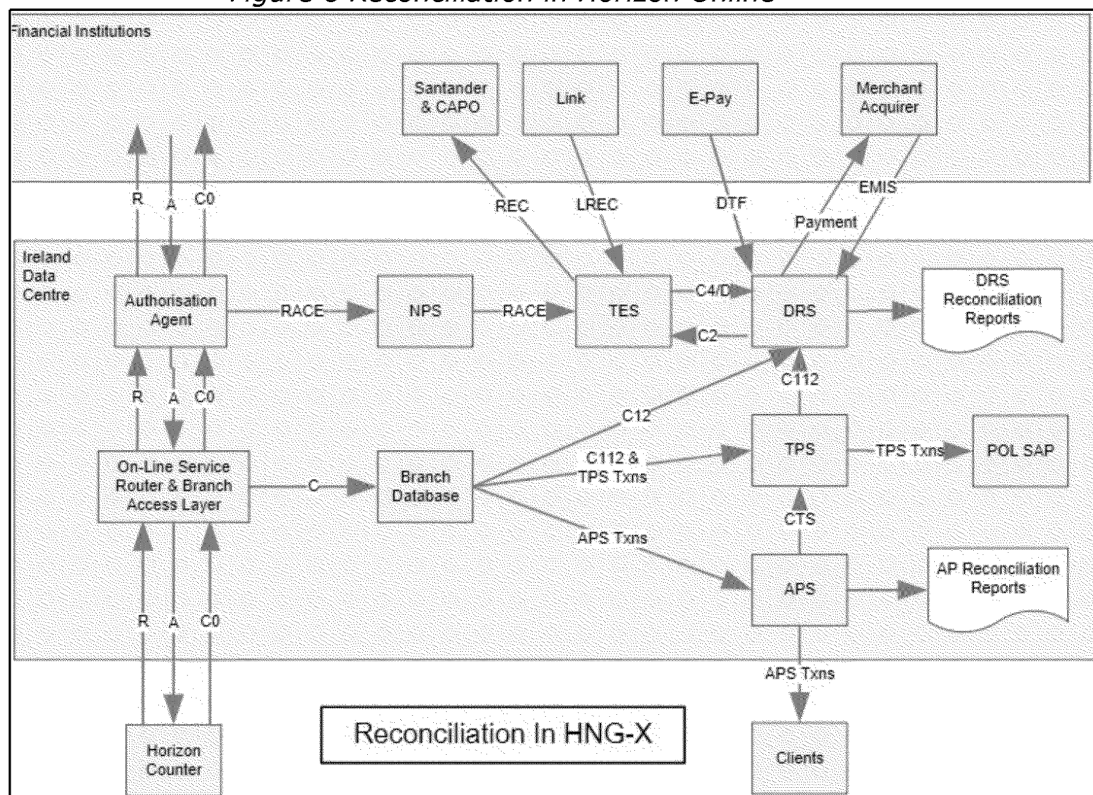 Figure 8 Reconciliation in Horizon Online
Financial Institutions
Santander
& CAPO
Link
E-Pay
Merchant
Acquirer
R
A
C0
REC
LREC
DTF
Payment
EMIS
Ireland
Data
Centre
Authorisation
Agent
RACE
NPS
RACE
TES
C4/D
C2
DRS
DRS
Reconciliation
Reports
R
A
C0
C12
C112
On-Line Service
Router & Branch
Access Layer
C
Branch
Database
C112 &
TPS Txns
TPS
TPS Txns
POL SAP
APS Txns
CTS
APS
AP Reconciliation
Reports
R
A
C0
APS Txns
Horizon
Counter
Reconciliation In HNG-X
Clients